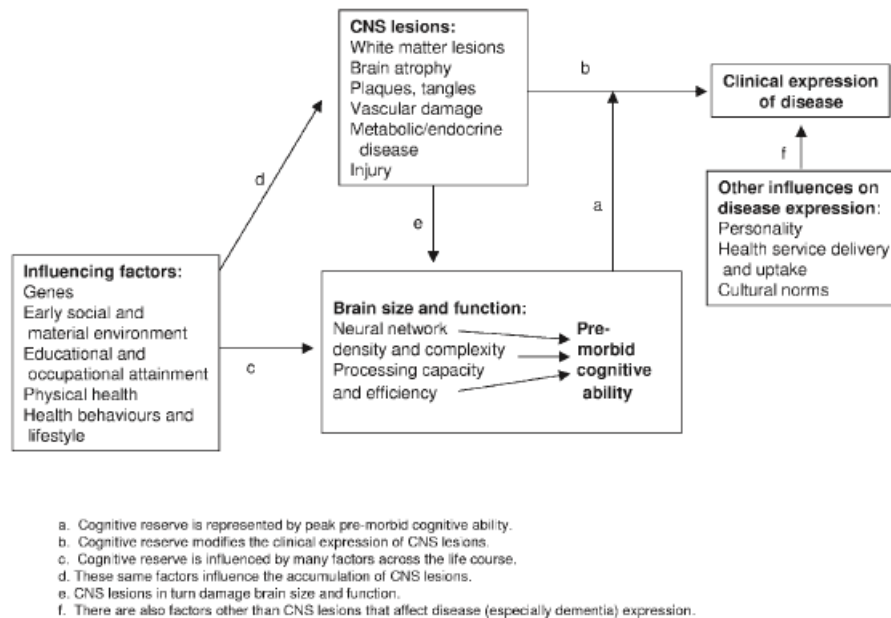 CNS lesions:
White matter lesions
Brain atrophy
Plaques, tangles
Vascular damage
Metabolic/endocrine
disease
Injury
b
Clinical expression
of disease
d
e
a
f
Other influences on
disease expression:
Personality
Health service delivery
and uptake
Cultural norms
Influencing factors:
Genes
Early social and
material environment
Educational and
occupational attainment
Physical health
Health behaviours and
lifestyle
c
Brain size and function:
Neural network
density and complexity
Processing capacity
and efficiency
Pre-
morbid
cognitive
ability
a. Cognitive reserve is represented by peak pre-morbid cognitive ability.
b. Cognitive reserve modifies the clinical expression of CNS lesions.
c. Cognitive reserve is influenced by many factors across the life course.
d. These same factors influence the accumulation of CNS lesions.
e. CNS lesions in turn damage brain size and function.
f. There are also factors other than CNS lesions that affect disease (especially dementia) expression.